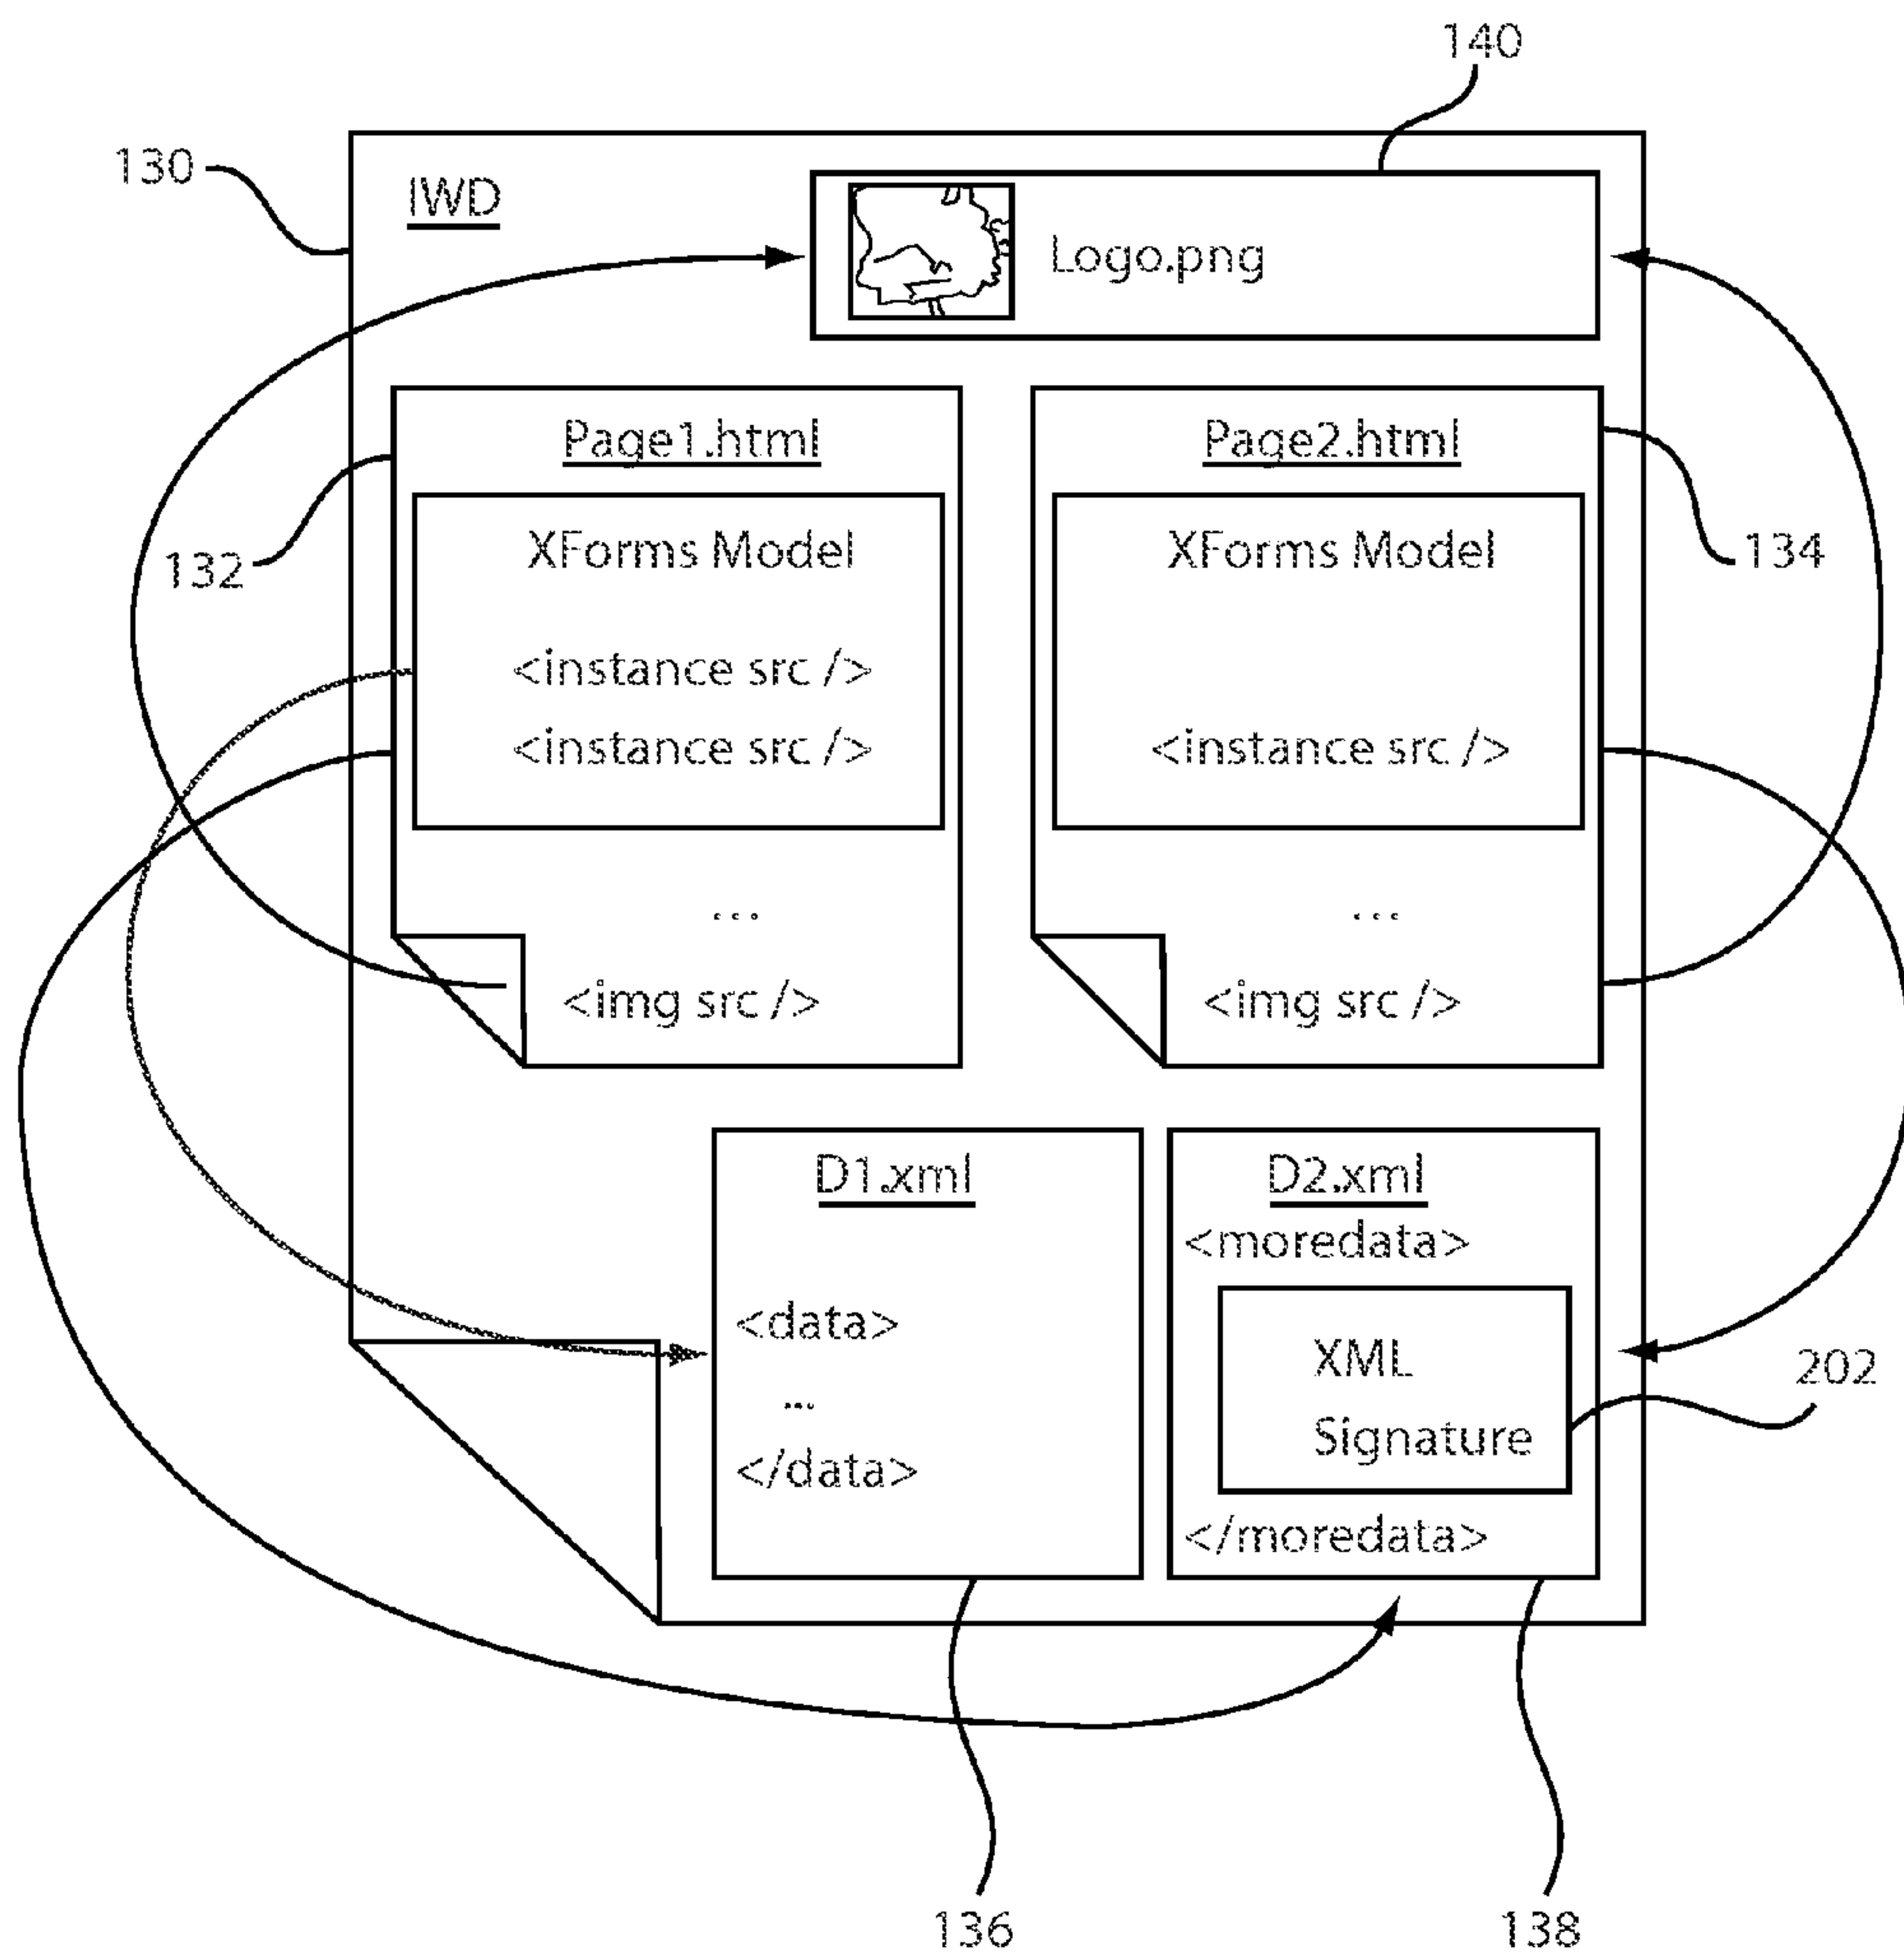 140
130
IWD
Logo.png
Page1.html
Page2.html
132
XForms Model
XForms Model
134
<instance src />
<instance src />
<instance src />
...
...
<img src />
<img src />
D1.xml
D2.xml
<moredata>
<data>
XML
202
...
Signature
</data>
</moredata>
136
138